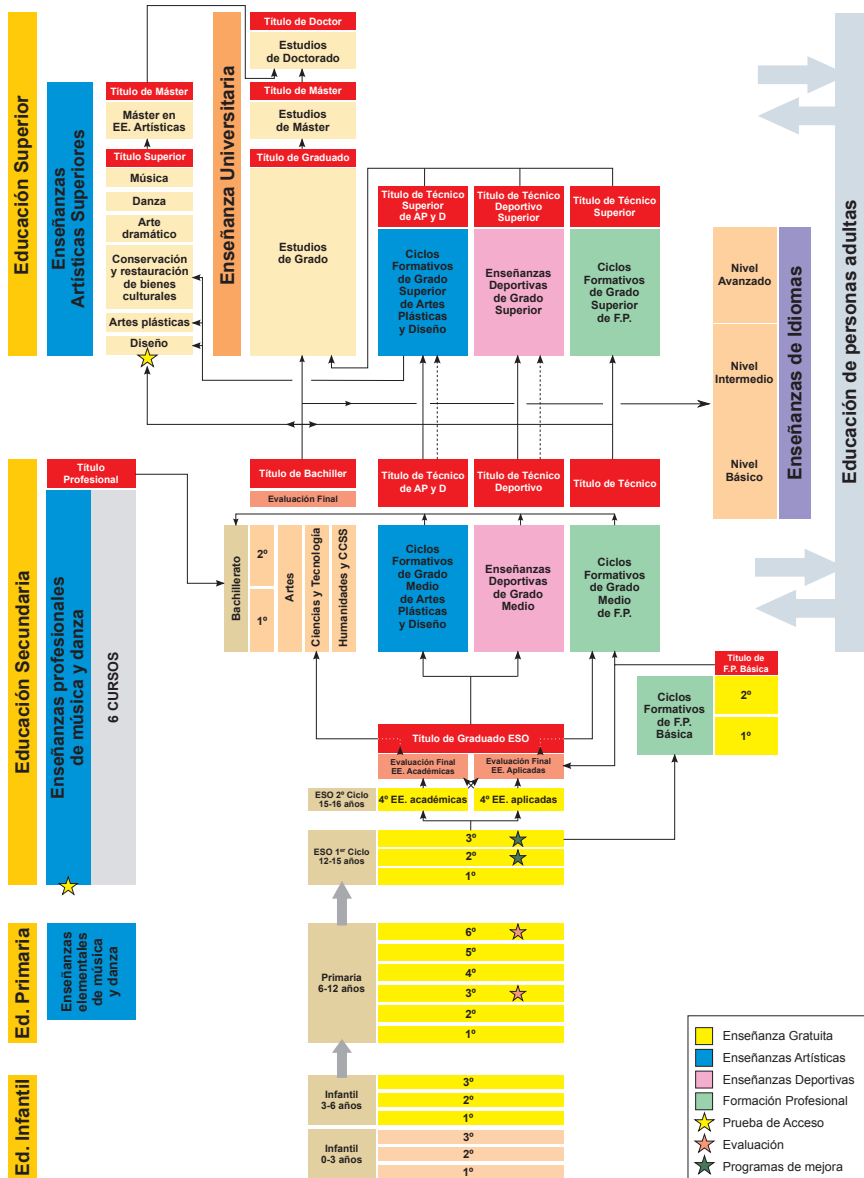 Educación Superior
Enseñanzas
Artísticas Superiores
Título de Máster
Máster en
EE. Artísticas
Título Superior
Música
Danza
Arte
dramático
Conservación
y restauración
de bienes
culturales
Artes plásticas
Diseño
Enseñanza Universitaria
Título de Doctor
Estudios
de Doctorado
Título de Máster
Estudios
de Máster
Título de Graduado
Estudios
de Grado
Título de Técnico
Superior
de AP y D
Título de Técnico
Deportivo
Superior
Título de Técnico
Superior
Ciclos
Formativos
de Grado
Superior
de Artes
Plásticas
y Diseño
Enseñanzas
Deportivas
de Grado
Superior
Ciclos
Formativos
de Grado
Superior
de F.P.
Nivel
Avanzado
Nivel
Intermedio
Nivel
Básico
Enseñanzas de Idiomas
Educación de personas adultas
Educación Secundaria
Título
Profesional
Enseñanzas profesionales
de música y danza
6 CURSOS
Título de Bachiller
Evaluación Final
Título de Técnico
de AP y D
Título de Técnico
Deportivo
Título de Técnico
Bachillerato
2º
1º
Artes
Ciencias y Tecnología
Humanidades y CCSS
Ciclos
Formativos
de Grado
Medio
de Artes
Plásticas
y Diseño
Enseñanzas
Deportivas
de Grado
Medio
Ciclos
Formativos
de Grado
Medio
de F.P.
Título de
F.P. Básica
Ciclos
Formativos
de F.P.
Básica
2º
1º
Título de Graduado ESO
Evaluación Final
EE. Académicas
Evaluación Final
EE. Aplicadas
ESO 2º Ciclo
15-16 años
4º EE. académicas
4º EE. aplicadas
ESO 1er Ciclo
12-15 años
3º
2º
1º
Ed. Primaria
Enseñanzas
elementales
de música
y danza
Primaria
6-12 años
6º
5º
4º
3º
2º
1º
Ed. Infantil
Infantil
3-6 años
3º
2º
1º
Infantil
0-3 años
3º
2º
1º
Enseñanza Gratuita
Enseñanzas Artísticas
Enseñanzas Deportivas
Formación Profesional
Prueba de Acceso
Evaluación
Programas de mejora